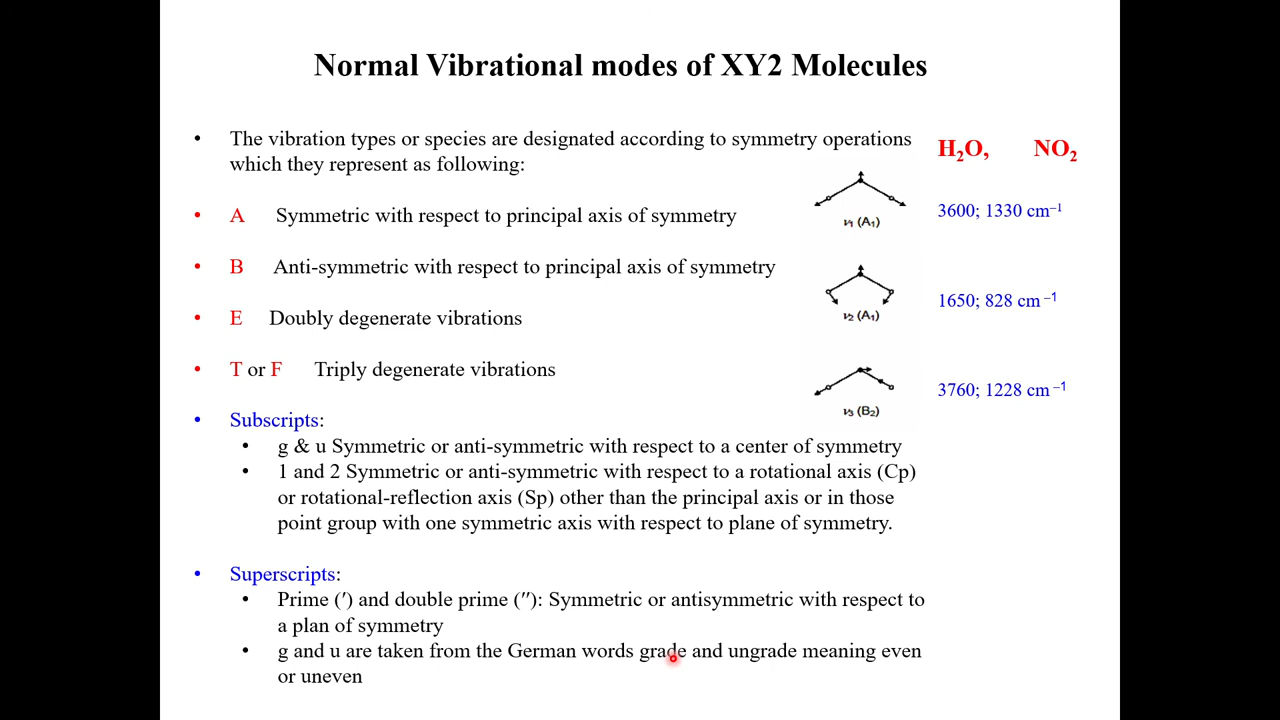 Normal Vibrational modes of XY2 Molecules
• The vibration types or species are designated according to symmetry operations
which they represent as following:
H₂O, NO₂
• A Symmetric with respect to principal axis of symmetry
ν₁ (A₁)
3600; 1330 cm⁻¹
• B Anti-symmetric with respect to principal axis of symmetry
• E Doubly degenerate vibrations
ν₂ (A₁)
1650; 828 cm⁻¹
• T or F Triply degenerate vibrations
ν₃ (B₂)
3760; 1228 cm⁻¹
• Subscripts:
• g & u Symmetric or anti-symmetric with respect to a center of symmetry
• 1 and 2 Symmetric or anti-symmetric with respect to a rotational axis (Cp)
or rotational-reflection axis (Sp) other than the principal axis or in those
point group with one symmetric axis with respect to plane of symmetry.
• Superscripts:
• Prime (′) and double prime (″): Symmetric or antisymmetric with respect to
a plan of symmetry
• g and u are taken from the German words grade and ungrade meaning even
or uneven